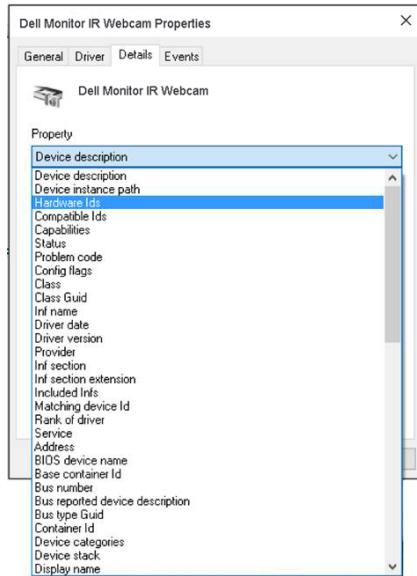 Dell Monitor IR Webcam Properties
General Driver Details Events
Dell Monitor IR Webcam
Property
Device description
Device description
Device instance path
Hardware Ids
Compatible Ids
Capabilities
Status
Problem code
Config flags
Class
Class Guid
Inf name
Driver date
Driver version
Provider
Inf section
Inf section extension
Included Infs
Matching device Id
Rank of driver
Service
Address
BIOS device name
Base container Id
Bus number
Bus reported device description
Bus type Guid
Container Id
Device categories
Device stack
Display name